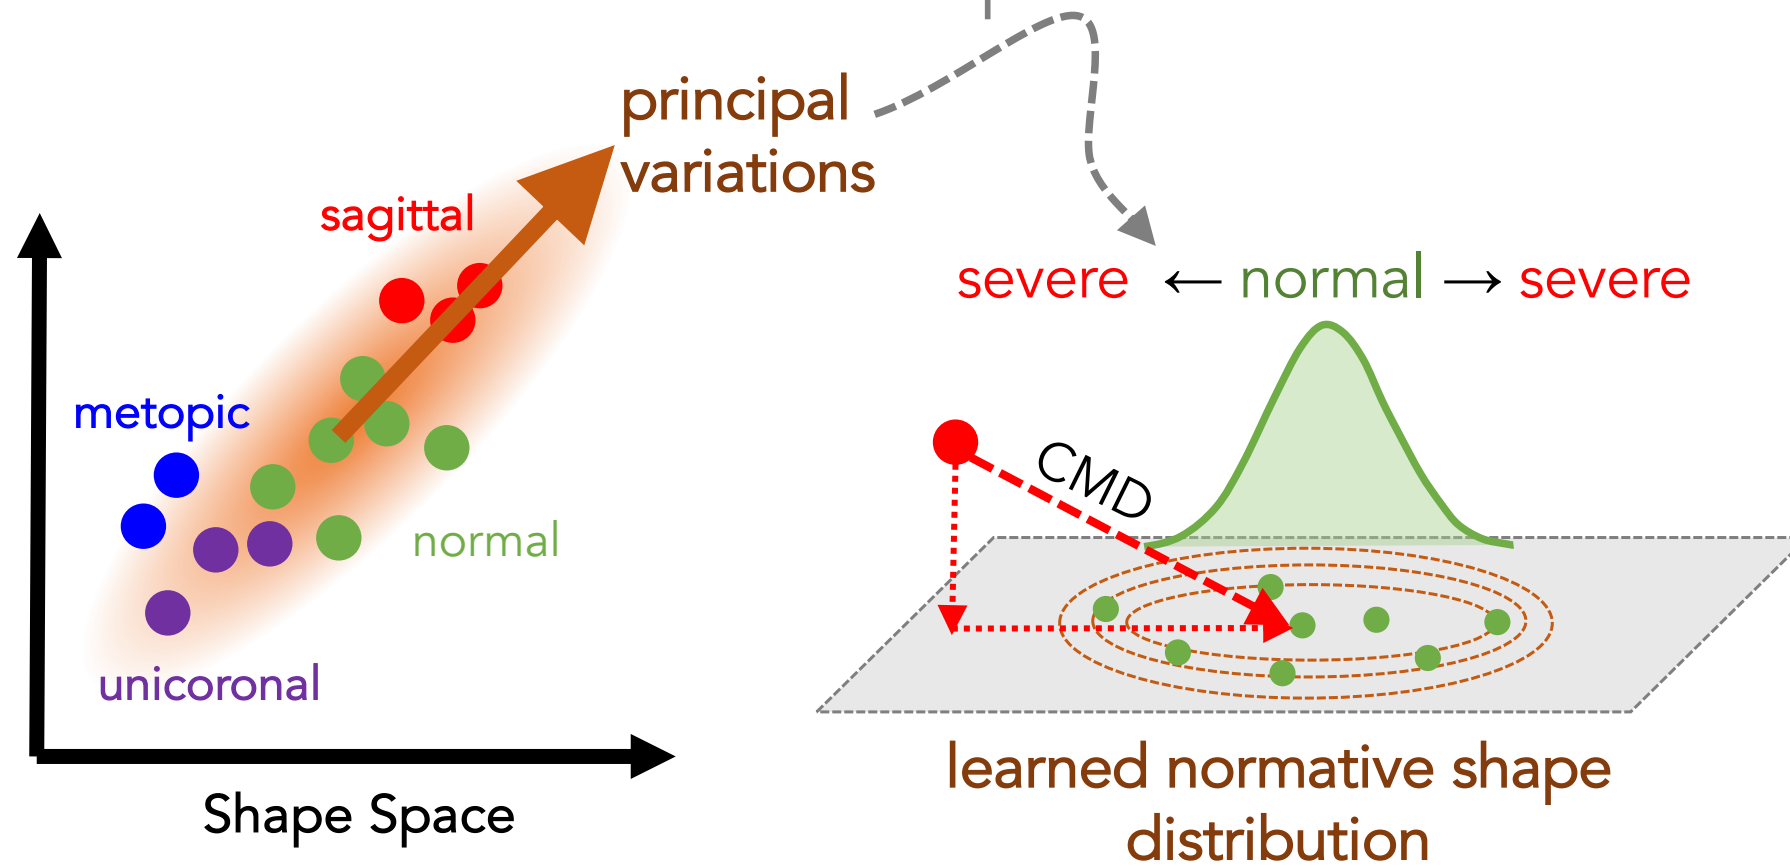 principal
variations
sagittal
metopic
normal
unicoronal
Shape Space
severe ← normal → severe
CMD
learned normative shape
distribution